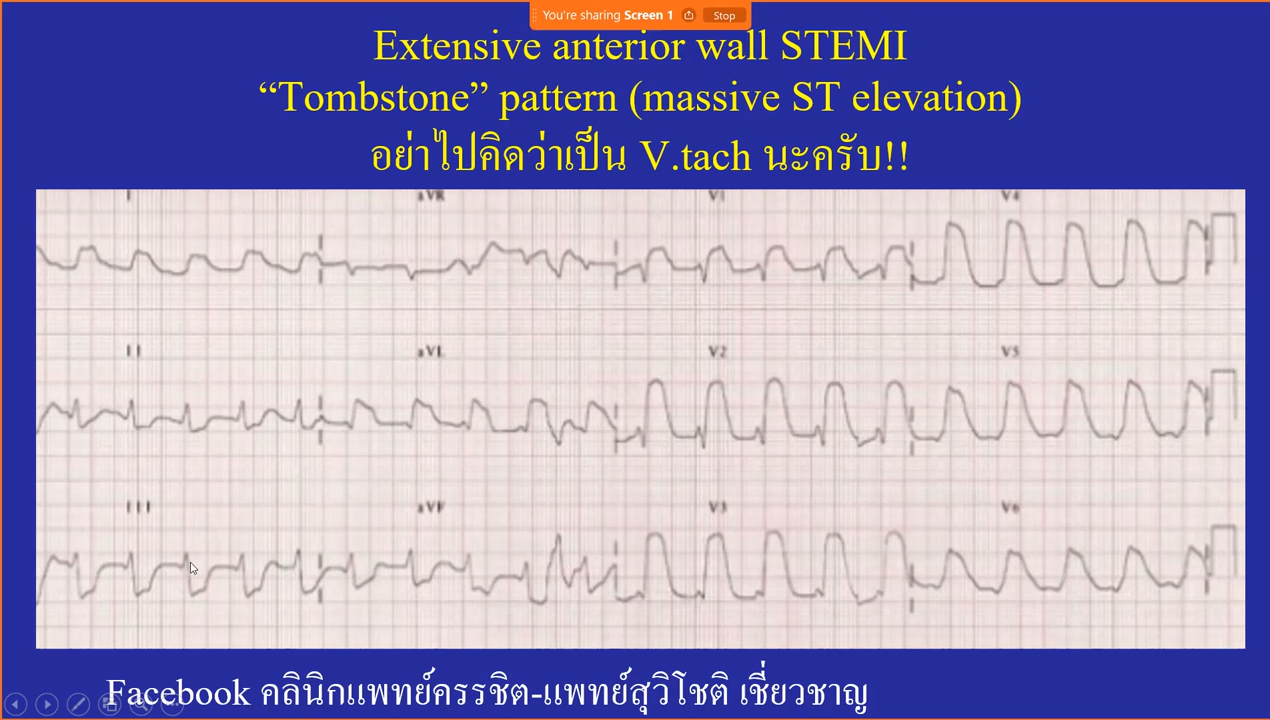 You're sharing Screen 1 Stop
Extensive anterior wall STEMI
“Tombstone” pattern (massive ST elevation)
อย่าไปคิดว่าเป็น V.tach นะครับ!!
I aVR V1 V4
II aVL V2 V5
III aVF V3 V6
Facebook คลินิกแพทย์ครรชิต-แพทย์สุวิโชติ เชี่ยวชาญ